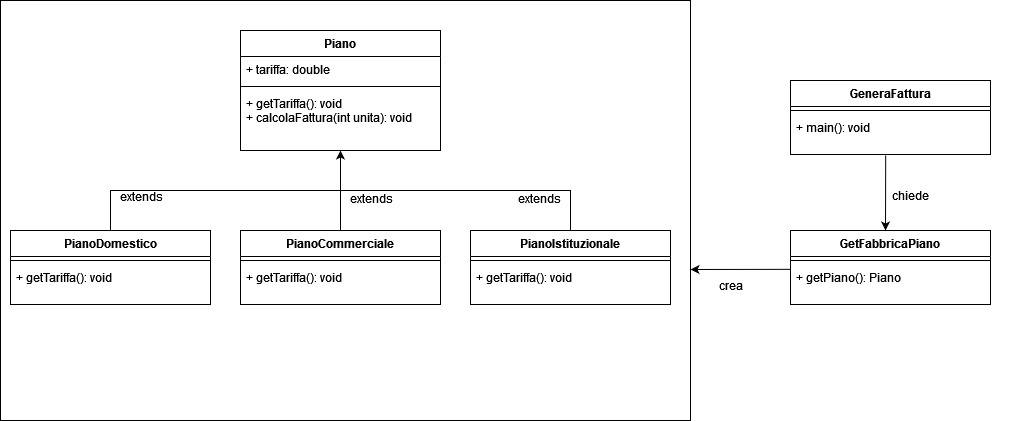 Piano
+ tariffa: double
+ getTariffa(): void
+ calcolaFattura(int unita): void
extends
extends
extends
PianoDomestico
+ getTariffa(): void
PianoCommerciale
+ getTariffa(): void
PianoIstituzionale
+ getTariffa(): void
GeneraFattura
+ main(): void
chiede
GetFabbricaPiano
+ getPiano(): Piano
crea